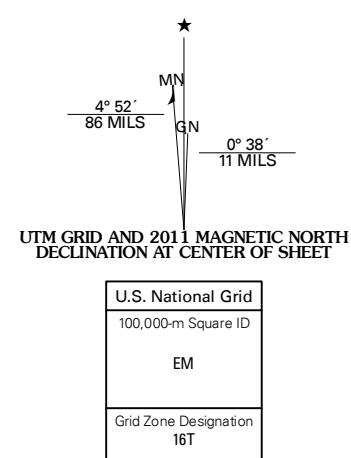 ★
MN
4° 52´
86 MILS
GN
0° 38´
11 MILS
UTM GRID AND 2011 MAGNETIC NORTH
DECLINATION AT CENTER OF SHEET
U.S. National Grid
100,000-m Square ID
EM
Grid Zone Designation
16T